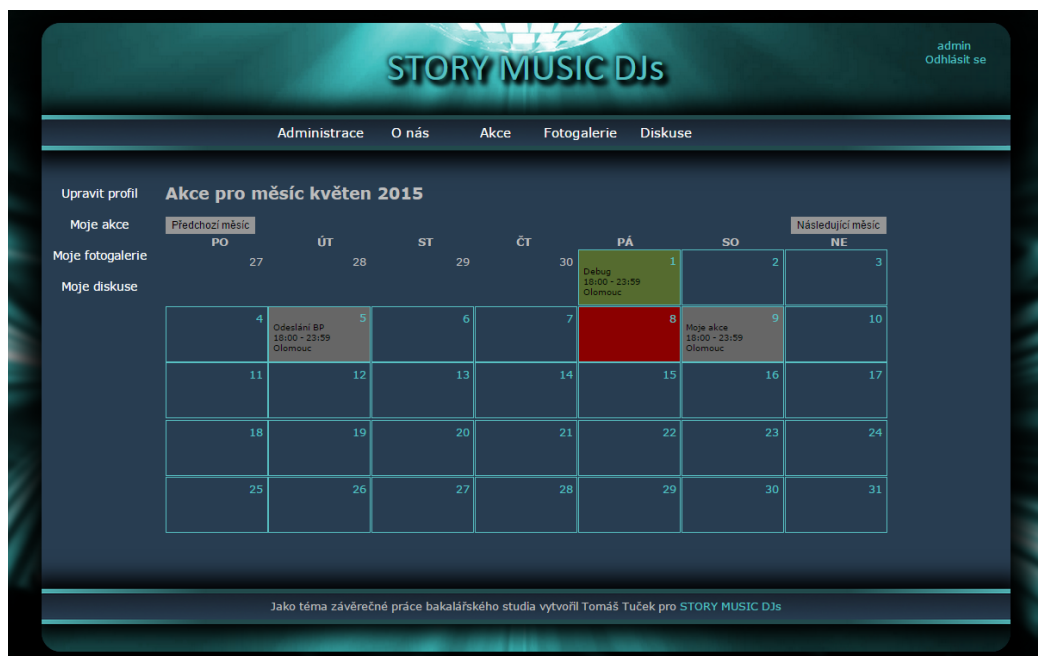 STORY MUSIC DJs
admin
Odhlásit se
Administrace O nás Akce Fotogalerie Diskuse
Upravit profil
Moje akce
Moje fotogalerie
Moje diskuse
Akce pro měsíc květen 2015
Předchozí měsíc Následující měsíc
PO ÚT ST ČT PÁ SO NE
27 28 29 30 1 2 3
Debug
18:00 - 23:59
Olomouc
4 5 6 7 8 9 10
Odeslání BP
18:00 - 23:59
Olomouc
Moje akce
18:00 - 23:59
Olomouc
11 12 13 14 15 16 17
18 19 20 21 22 23 24
25 26 27 28 29 30 31
Jako téma závěrečné práce bakalářského studia vytvořil Tomáš Tuček pro STORY MUSIC DJs